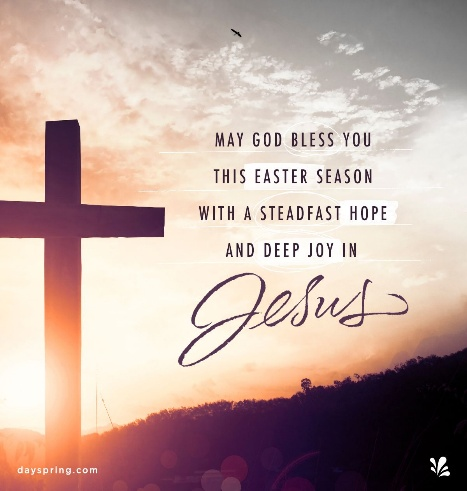 MAY GOD BLESS YOU
THIS EASTER SEASON
WITH A STEADFAST HOPE
AND DEEP JOY IN
Jesus
dayspring.com